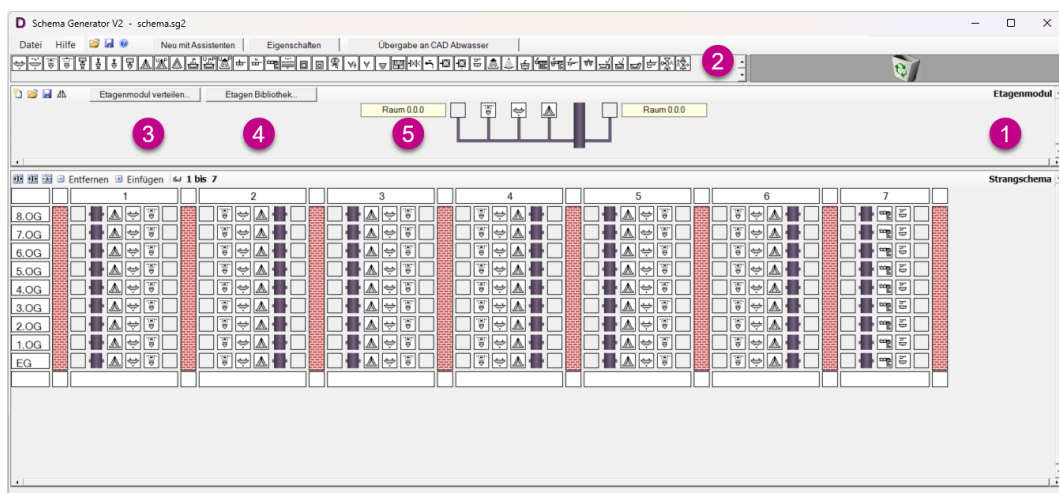 D Schema Generator V2 - schema.sg2
Datei Hilfe Neu mit Assistenten Eigenschaften Übergabe an CAD Abwasser
2
Etagenmodul verteilen... Etagen Bibliothek... Etagenmodul
Raum 0.0.0 Raum 0.0.0
3 4 5 1
Entfernen Einfügen 1 bis 7 Strangschema
1 2 3 4 5 6 7
8.OG
7.OG
6.OG
5.OG
4.OG
3.OG
2.OG
1.OG
EG